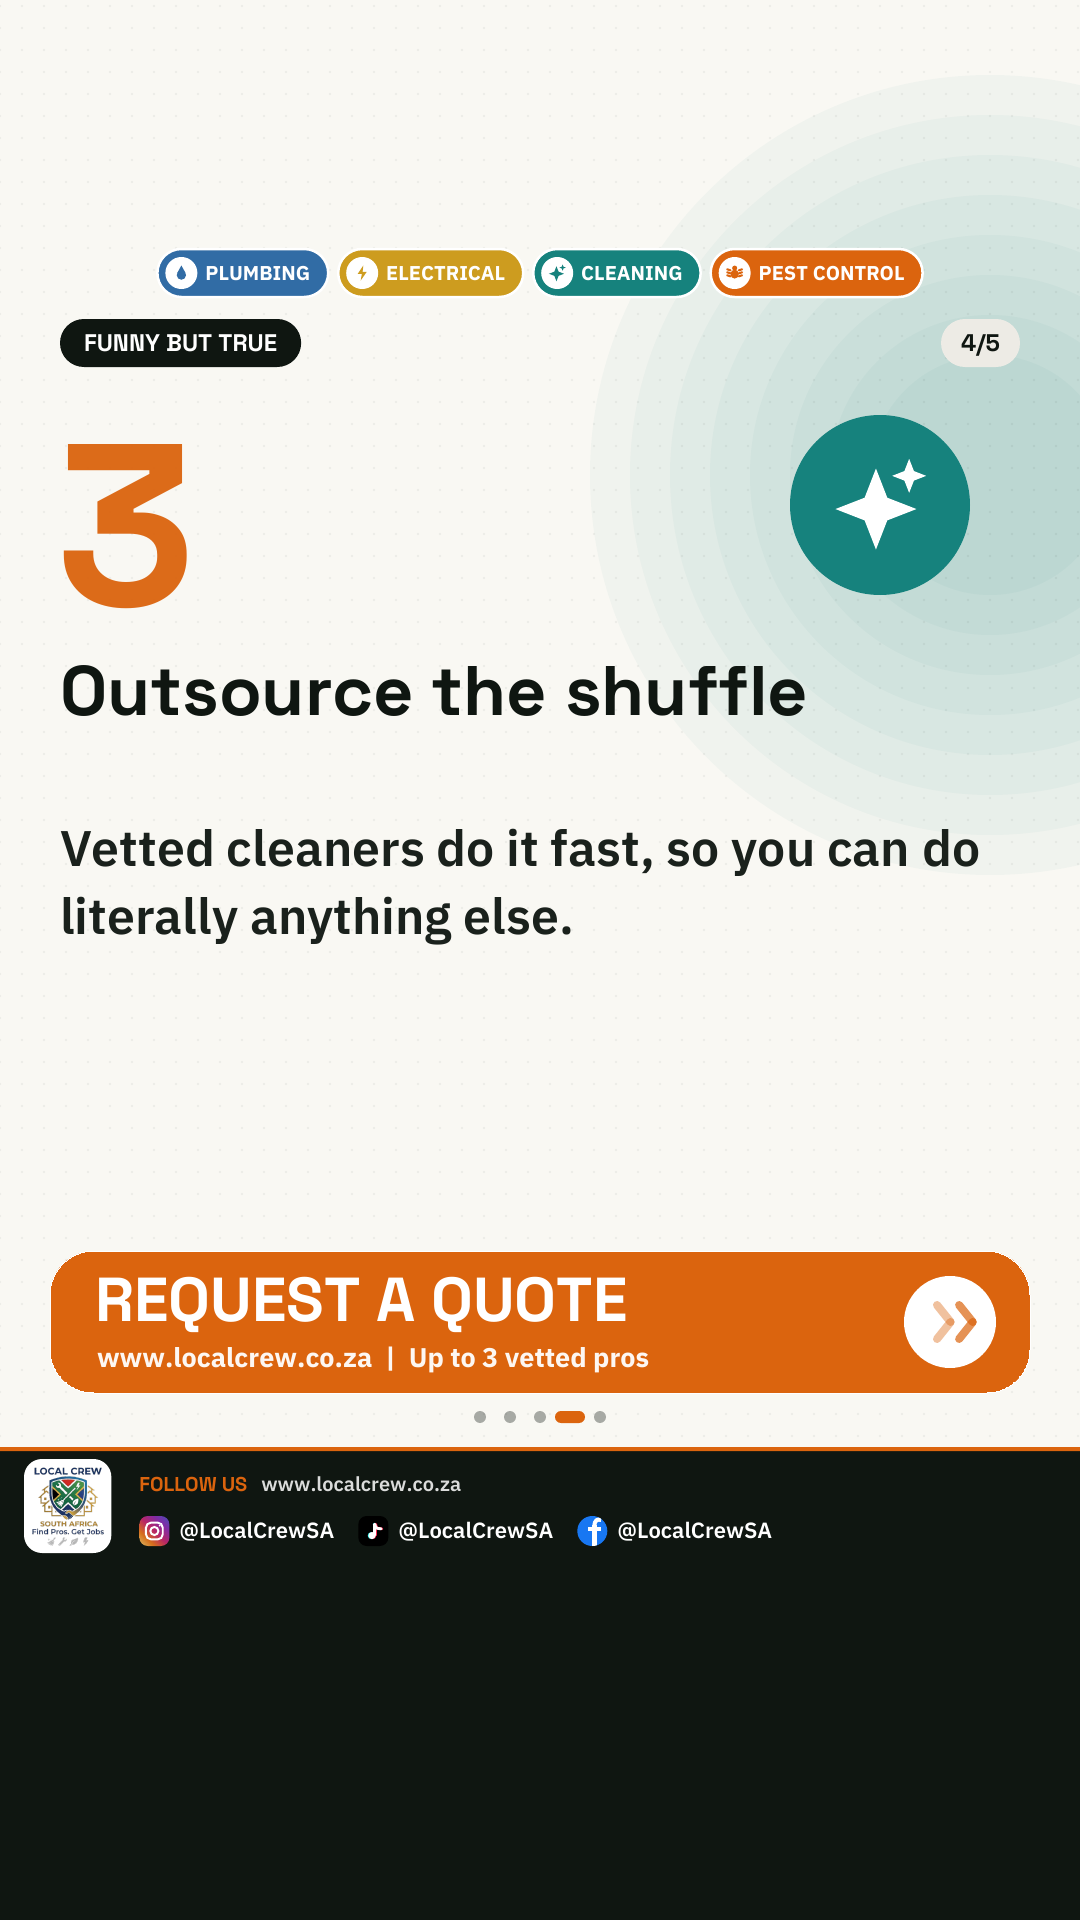 PLUMBING
ELECTRICAL
CLEANING
PEST CONTROL
FUNNY BUT TRUE
4/5
3
Outsource the shuffle
Vetted cleaners do it fast, so you can do
literally anything else.
REQUEST A QUOTE
www.localcrew.co.za | Up to 3 vetted pros
LOCAL CREW
SOUTH AFRICA
Find Pros. Get Jobs
FOLLOW US www.localcrew.co.za
@LocalCrewSA
@LocalCrewSA
@LocalCrewSA